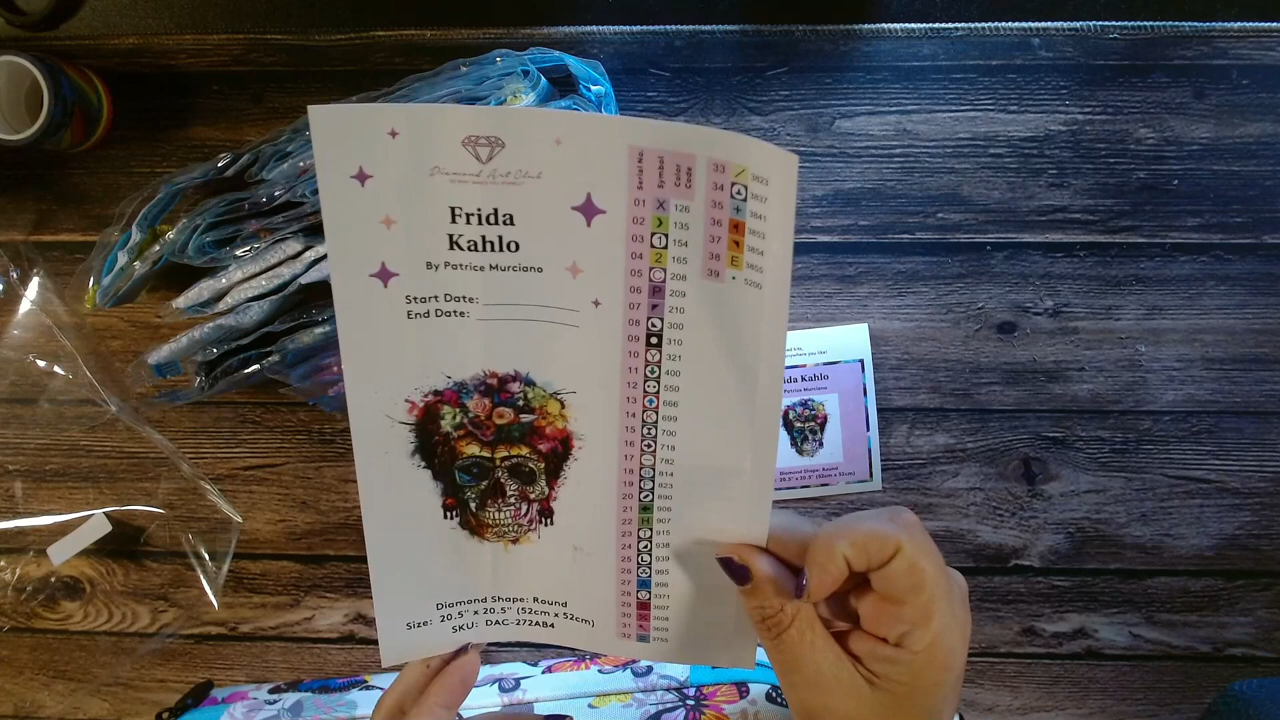 Diamond Art Club
Frida
Kahlo
By Patrice Murciano
Start Date:
End Date:
Diamond Shape: Round
Size: 20.5" x 20.5" (52cm x 52cm)
SKU: DAC-272AB4
Serial No. Symbol Color Code
01 X 126
02 135
03 1 154
04 2 165
05 C 208
06 P 209
07 210
08 300
09 310
10 Y 321
11 400
12 550
13 666
14 K 699
15 700
16 718
17 782
18 814
19 F 823
20 890
21 906
22 H 907
23 T 915
24 938
25 L 939
26 995
27 A 996
28 V 3371
29 3607
30 3608
31 3609
32 3755
33 / 3823
34 3837
35 + 3841
36 3853
37 3854
38 E 3855
39 5200
anywhere you like!
Frida Kahlo
Patrice Murciano
Diamond Shape: Round
20.5" x 20.5" (52cm x 52cm)